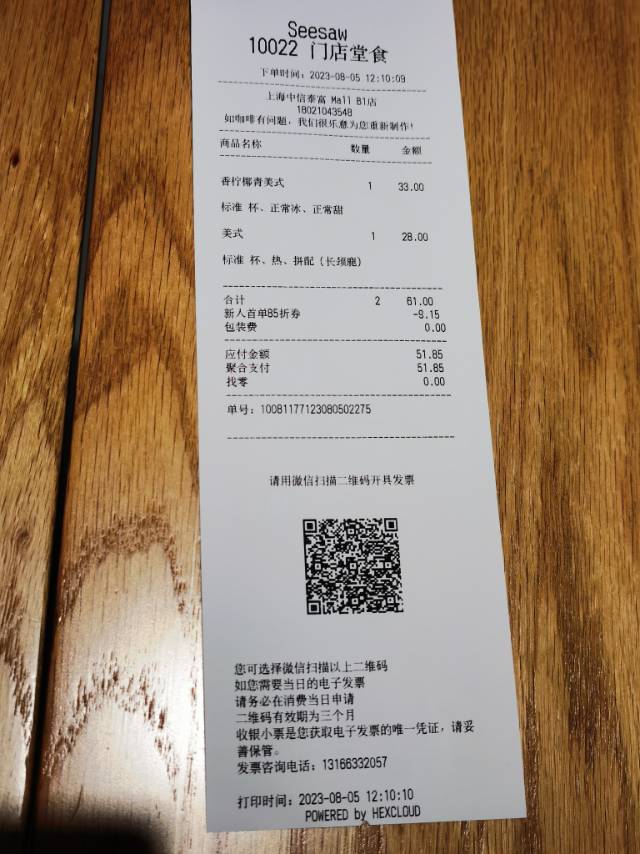 Seesaw
10022 门店堂食
下单时间：2023-08-05 12:10:09
上海中信泰富 Mall B1店
18021043548
如咖啡有问题，我们很乐意为您重新制作！
商品名称 数量 金额
香柠椰青美式 1 33.00
标准 杯、正常冰、正常甜
美式 1 28.00
标准 杯、热、拼配（长颈鹿）
合计 2 61.00
新人首单85折券 -9.15
包装费 0.00
应付金额 51.85
聚合支付 51.85
找零 0.00
单号：10081177123080502275
请用微信扫描二维码开具发票
您可选择微信扫描以上二维码
如您需要当日的电子发票
请务必在消费当日申请
二维码有效期为三个月
收银小票是您获取电子发票的唯一凭证，请妥
善保管。
发票咨询电话：13166332057
打印时间：2023-08-05 12:10:10
POWERED by HEXCLOUD